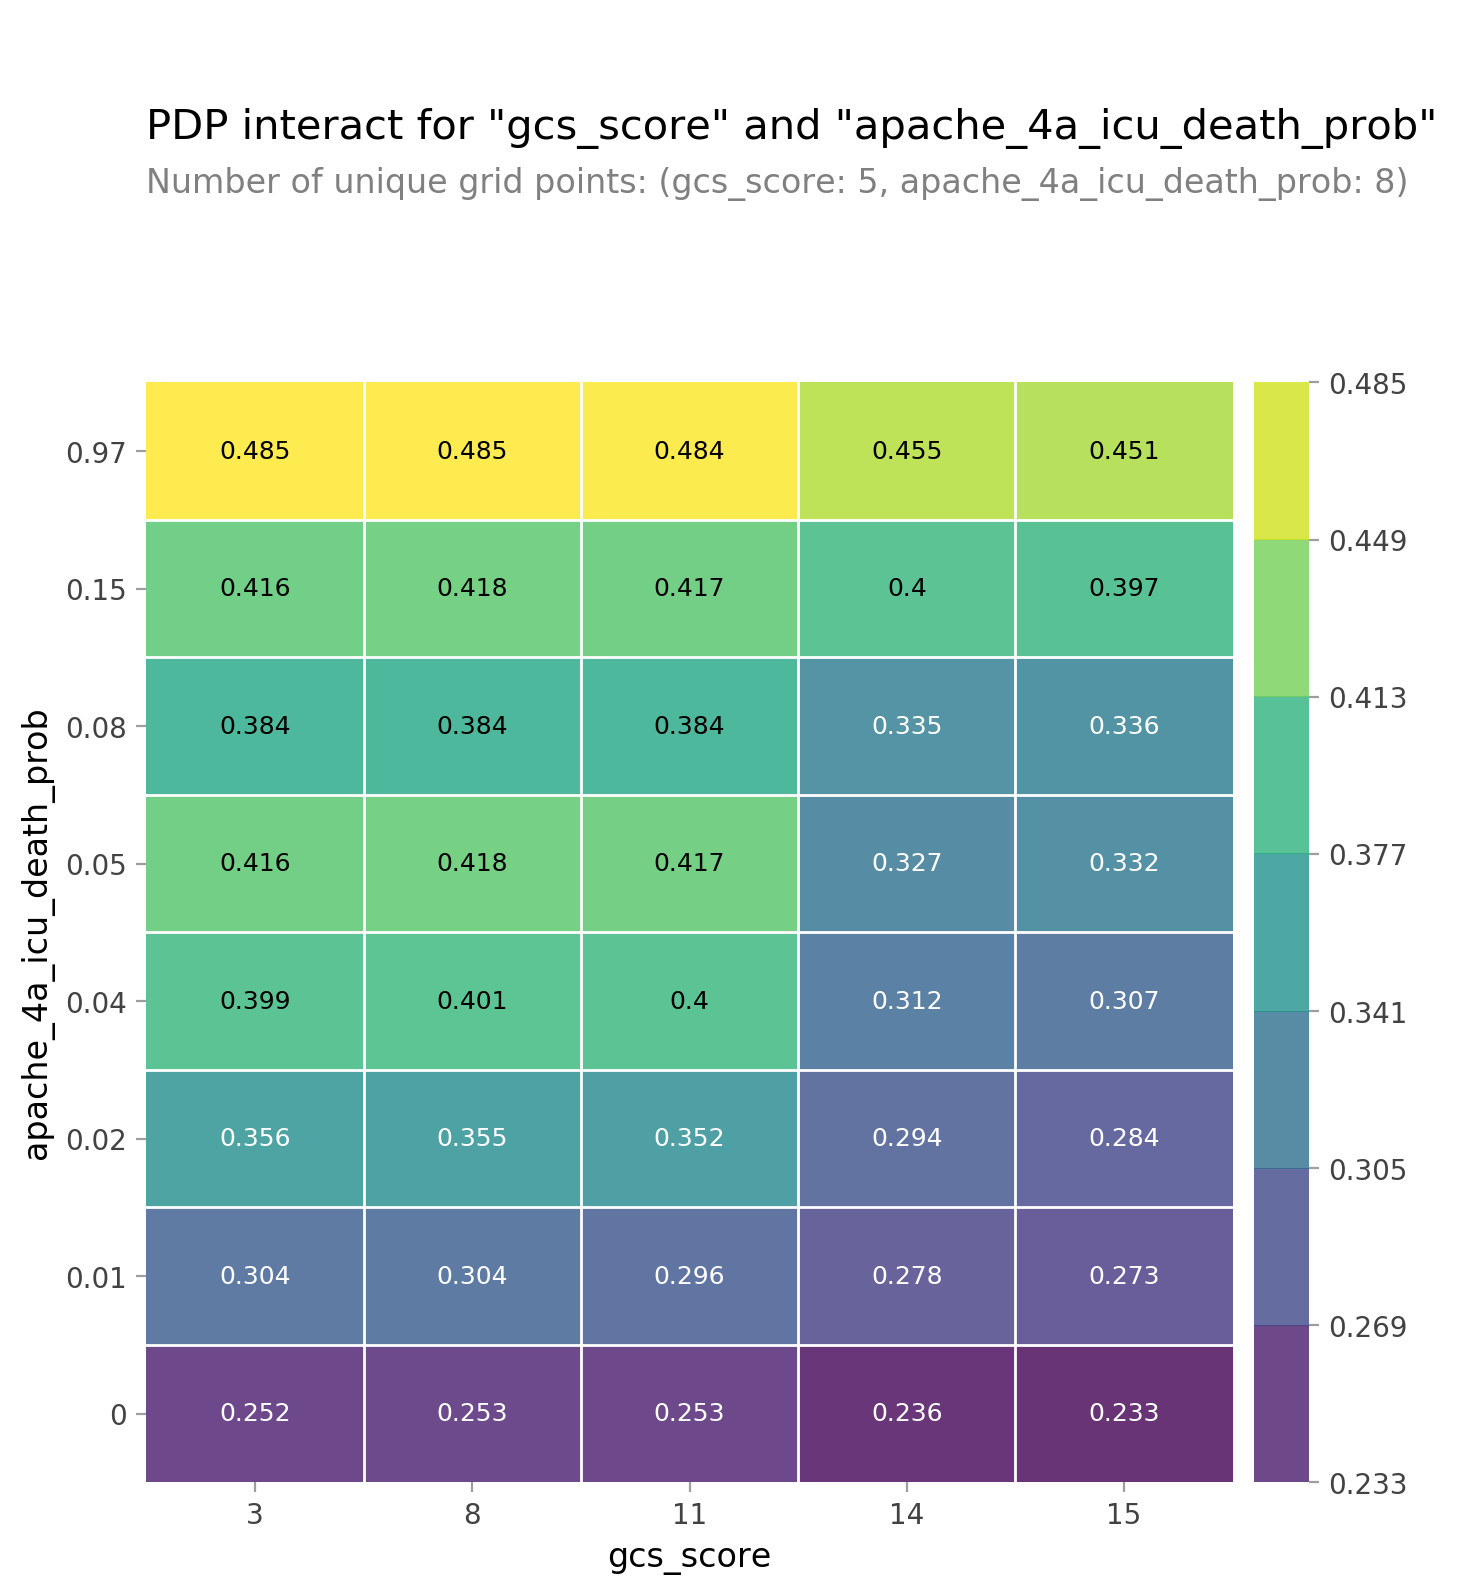 PDP interact for "gcs_score" and "apache_4a_icu_death_prob"
Number of unique grid points: (gcs_score: 5, apache_4a_icu_death_prob: 8)
0.485
0.97 0.485 0.485 0.484 0.455 0.451
0.449
0.15 0.416 0.418 0.417 0.4 0.397
0.413
0.08 0.384 0.384 0.384 0.335 0.336
0.377
0.05 0.416 0.418 0.417 0.327 0.332
apache_4a_icu_death_prob
0.04 0.399 0.401 0.4 0.312 0.307
0.341
0.02 0.356 0.355 0.352 0.294 0.284
0.305
0.01 0.304 0.304 0.296 0.278 0.273
0.269
0 0.252 0.253 0.253 0.236 0.233
0.233
3 8 11 14 15
gcs_score